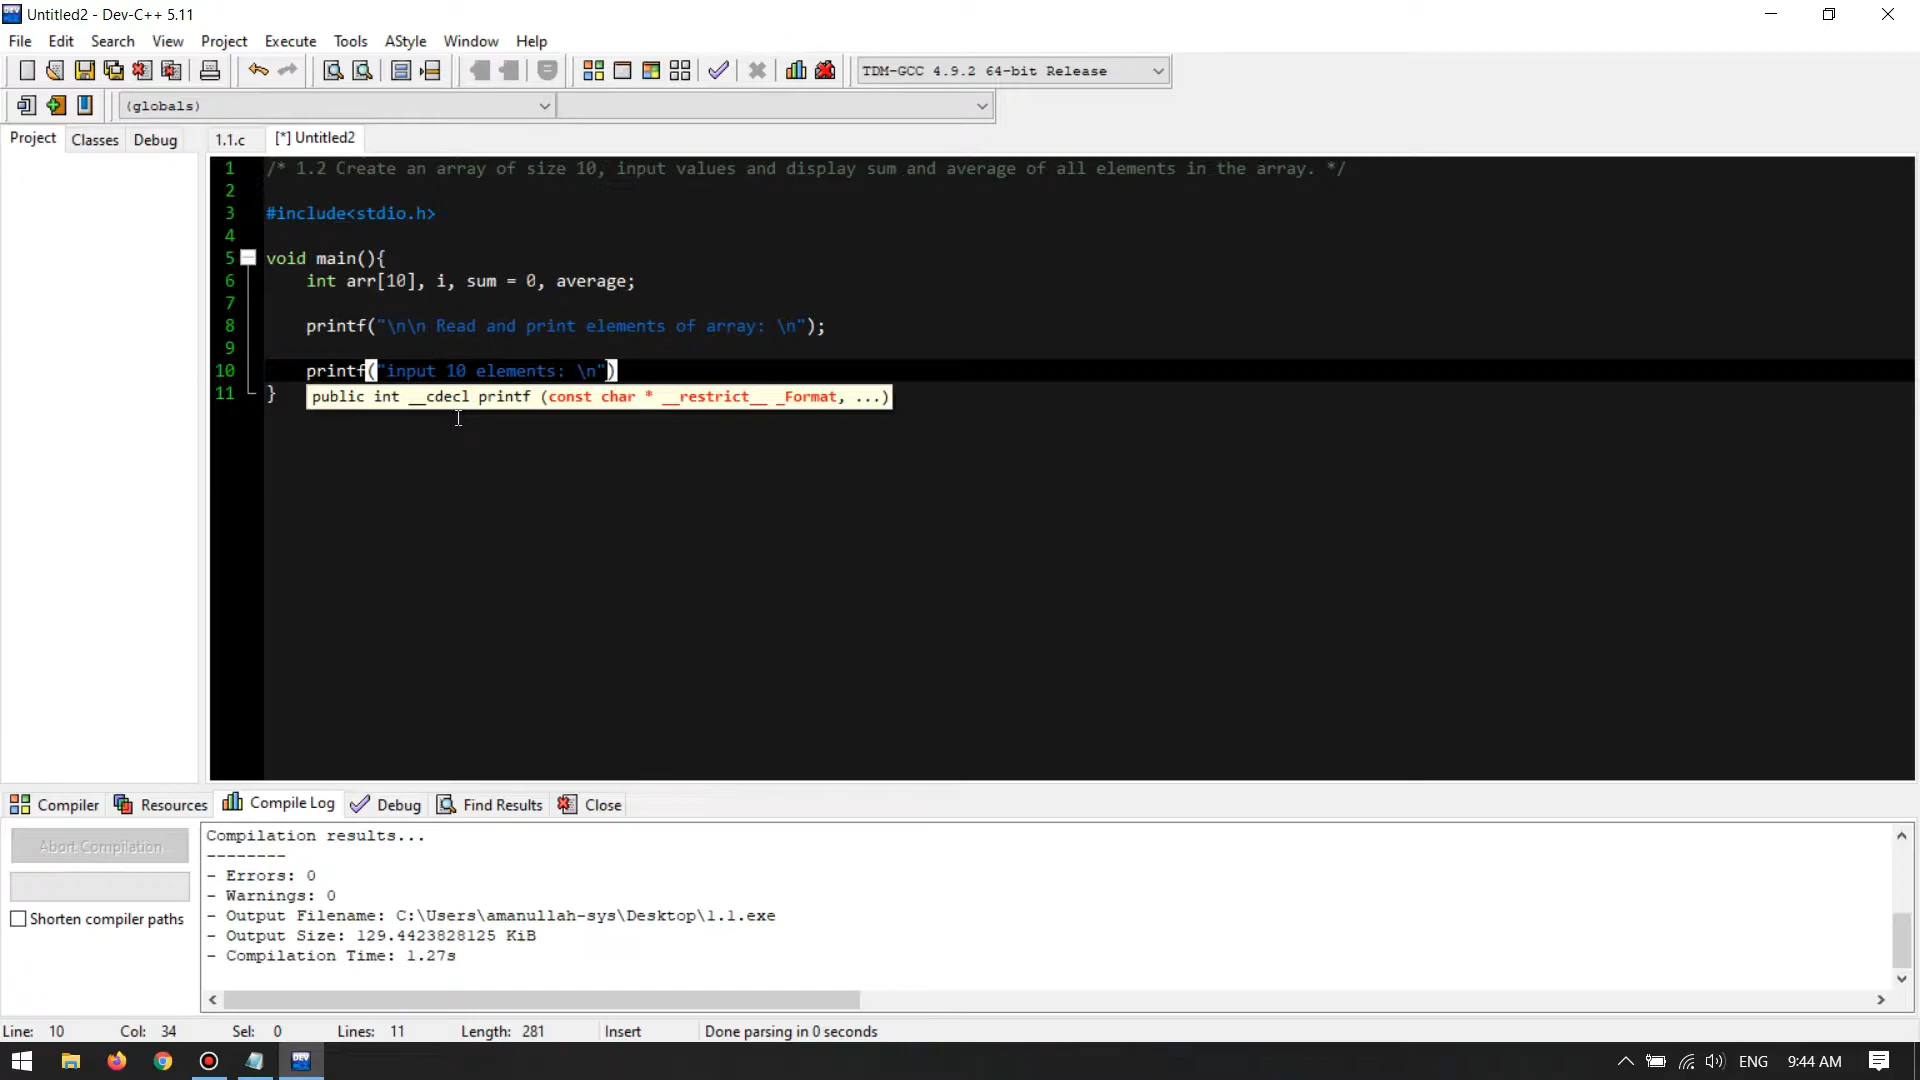 Untitled2 - Dev-C++ 5.11
File Edit Search View Project Execute Tools AStyle Window Help
TDM-GCC 4.9.2 64-bit Release
(globals)
Project Classes Debug 1.1.c [*] Untitled2
1 /* 1.2 Create an array of size 10, input values and display sum and average of all elements in the array. */
2
3 #include<stdio.h>
4
5 void main(){
6 int arr[10], i, sum = 0, average;
7
8 printf("\n\n Read and print elements of array: \n");
9
10 printf("input 10 elements: \n")
11 }
public int __cdecl printf (const char * __restrict__ _Format, ...)
Compiler Resources Compile Log Debug Find Results Close
Abort Compilation
Shorten compiler paths
Compilation results...
--------
- Errors: 0
- Warnings: 0
- Output Filename: C:\Users\amanullah-sys\Desktop\1.1.exe
- Output Size: 129.4423828125 KiB
- Compilation Time: 1.27s
Line: 10 Col: 34 Sel: 0 Lines: 11 Length: 281 Insert Done parsing in 0 seconds
DEV ENG 9:44 AM